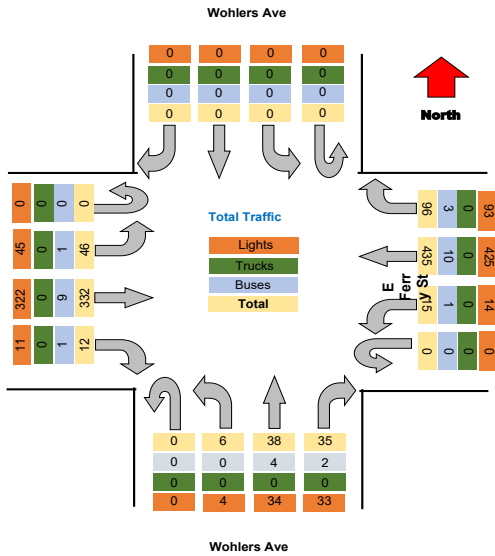 Wohlers Ave
0 0 0 0
0 0 0 0
0 0 0 0
0 0 0 0
North
0 0 0 0
45 0 1 46
322 0 9 332
11 0 1 12
Total Traffic
Lights
Trucks
Buses
Total
96 3 0 93
435 10 0 425
15 1 0 14
0 0 0 0
E
Ferr
y St
0 6 38 35
0 0 4 2
0 0 0 0
0 4 34 33
Wohlers Ave